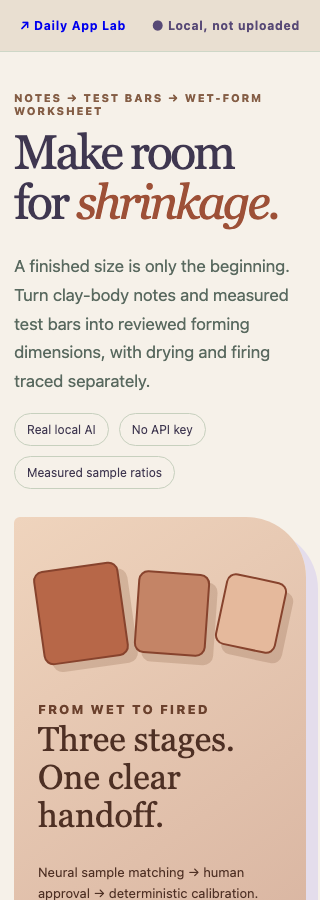 ↗ Daily App Lab
● Local, not uploaded
NOTES → TEST BARS → WET-FORM
WORKSHEET
Make room
for shrinkage.
A finished size is only the beginning.
Turn clay-body notes and measured
test bars into reviewed forming
dimensions, with drying and firing
traced separately.
Real local AI
No API key
Measured sample ratios
FROM WET TO FIRED
Three stages.
One clear
handoff.
Neural sample matching → human
approval → deterministic calibration.